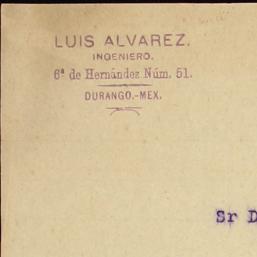 LUIS ALVAREZ.
INGENIERO.
6ª de Hernández Núm. 51.
DURANGO.-MEX.
Sr D